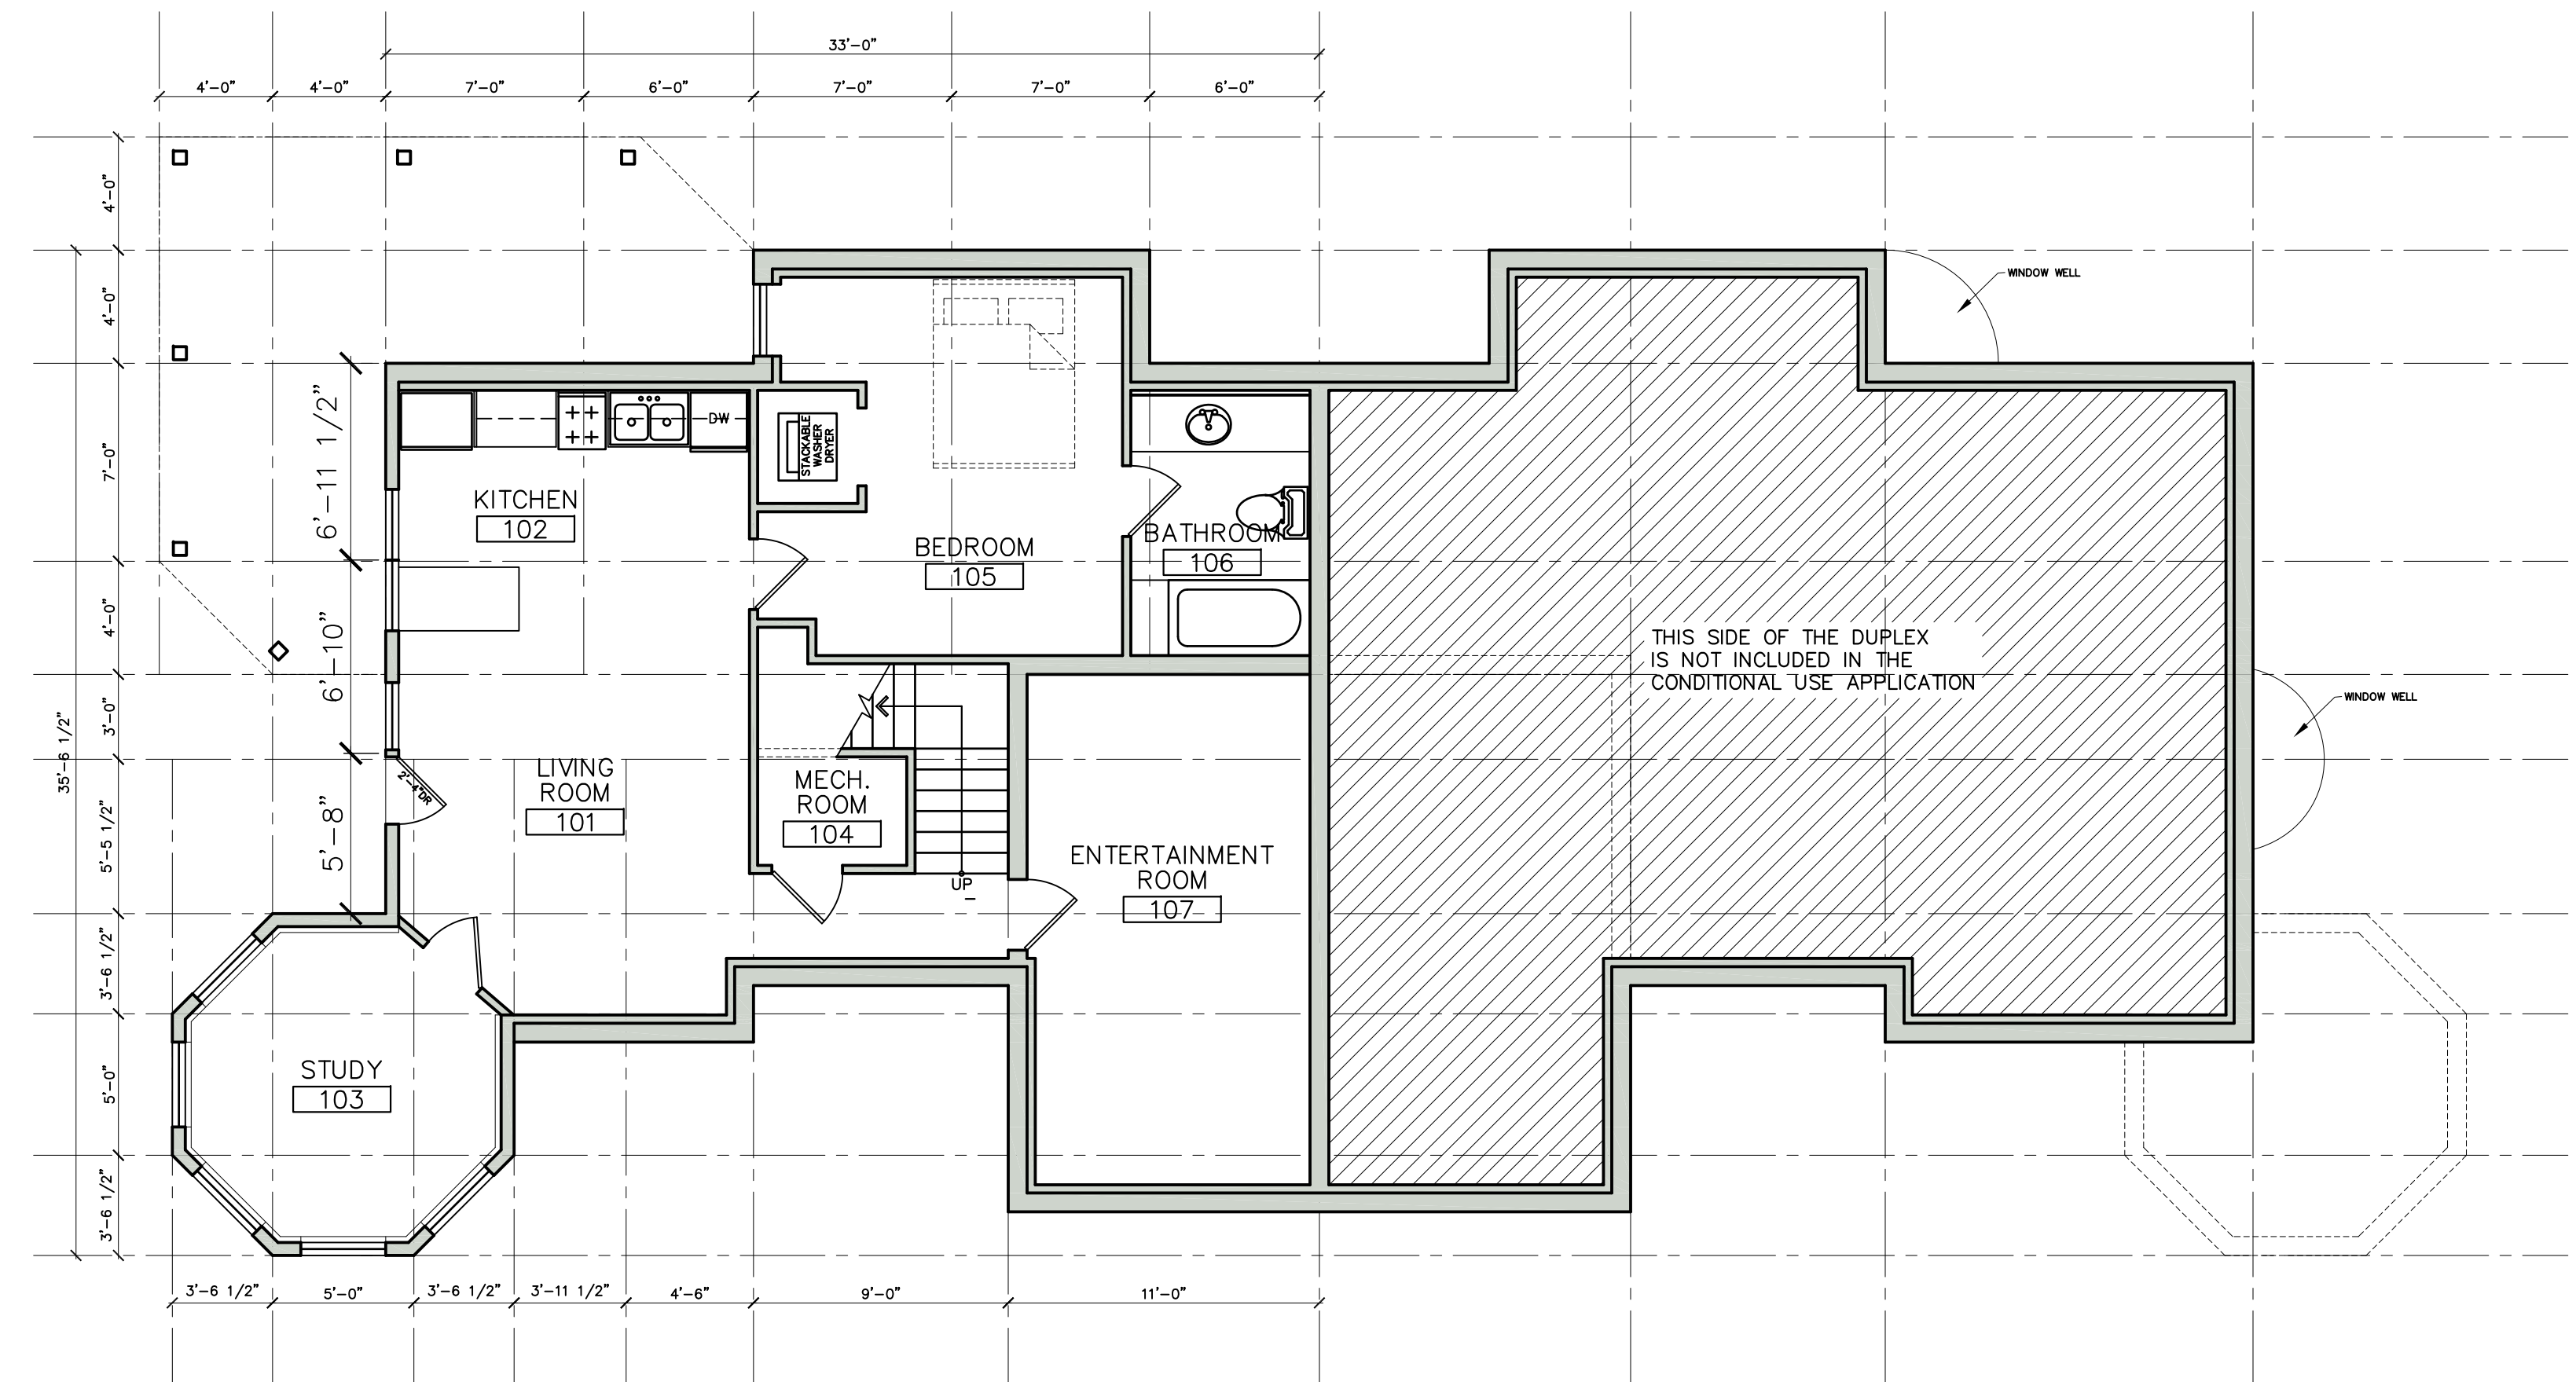 33'-0"
4'-0"
4'-0"
7'-0"
6'-0"
7'-0"
7'-0"
6'-0"
4'-0"
4'-0"
7'-0"
4'-0"
3'-0"
5'-5 1/2"
3'-6 1/2"
5'-0"
3'-6 1/2"
35'-6 1/2"
6'-11 1/2"
6'-10"
5'-8"
WINDOW WELL
DW
STACKABLE
WASHER
DRYER
KITCHEN
102
BEDROOM
105
BATHROOM
106
THIS SIDE OF THE DUPLEX
IS NOT INCLUDED IN THE
CONDITIONAL USE APPLICATION
WINDOW WELL
2'-4"DR
LIVING
ROOM
101
MECH.
ROOM
104
UP
ENTERTAINMENT
ROOM
107
STUDY
103
3'-6 1/2"
5'-0"
3'-6 1/2"
3'-11 1/2"
4'-6"
9'-0"
11'-0"